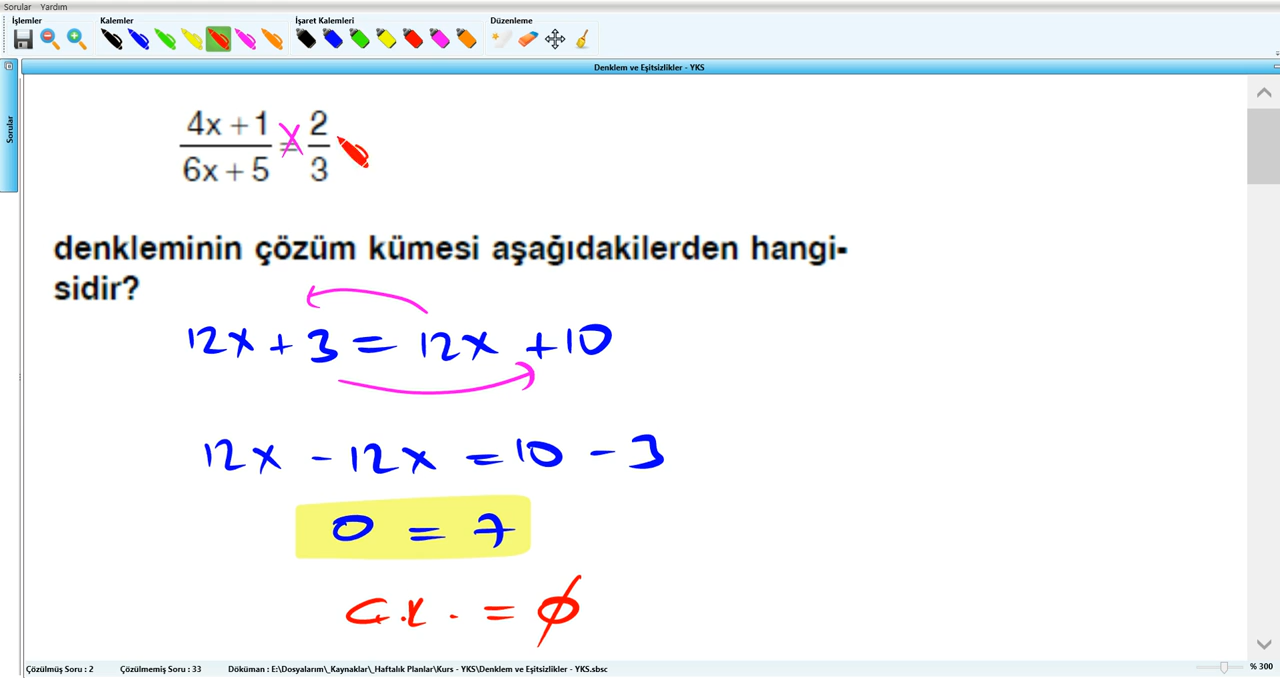 Sorular Yardım
İşlemler Kalemler İşaret Kalemleri Düzenleme
Denklem ve Eşitsizlikler - YKS
Sorular
4x + 1 / 6x + 5 = 2 / 3
denkleminin çözüm kümesi aşağıdakilerden hangi-
sidir?
12x + 3 = 12x + 10
12x - 12x = 10 - 3
0 = 7
Ç.K. = ∅
Çözülmüş Soru : 2 Çözülmemiş Soru : 33 Döküman : E:\Dosyalarım\_Kaynaklar\_Haftalık Planlar\Kurs - YKS\Denklem ve Eşitsizlikler - YKS.sbsc % 300